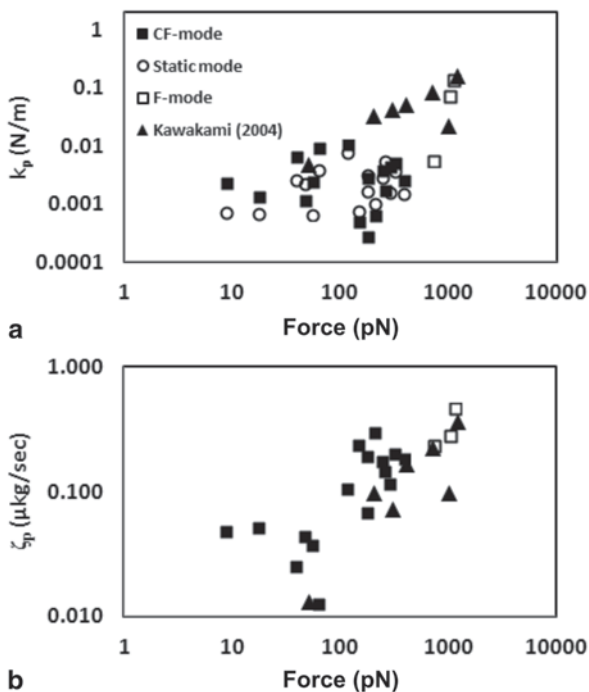 1
0.1
0.01
0.001
0.0001
kp (N/m)
CF-mode
Static mode
F-mode
Kawakami (2004)
1 10 100 1000 10000
Force (pN)
a
1.000
0.100
0.010
ζp (μkg/sec)
1 10 100 1000 10000
Force (pN)
b